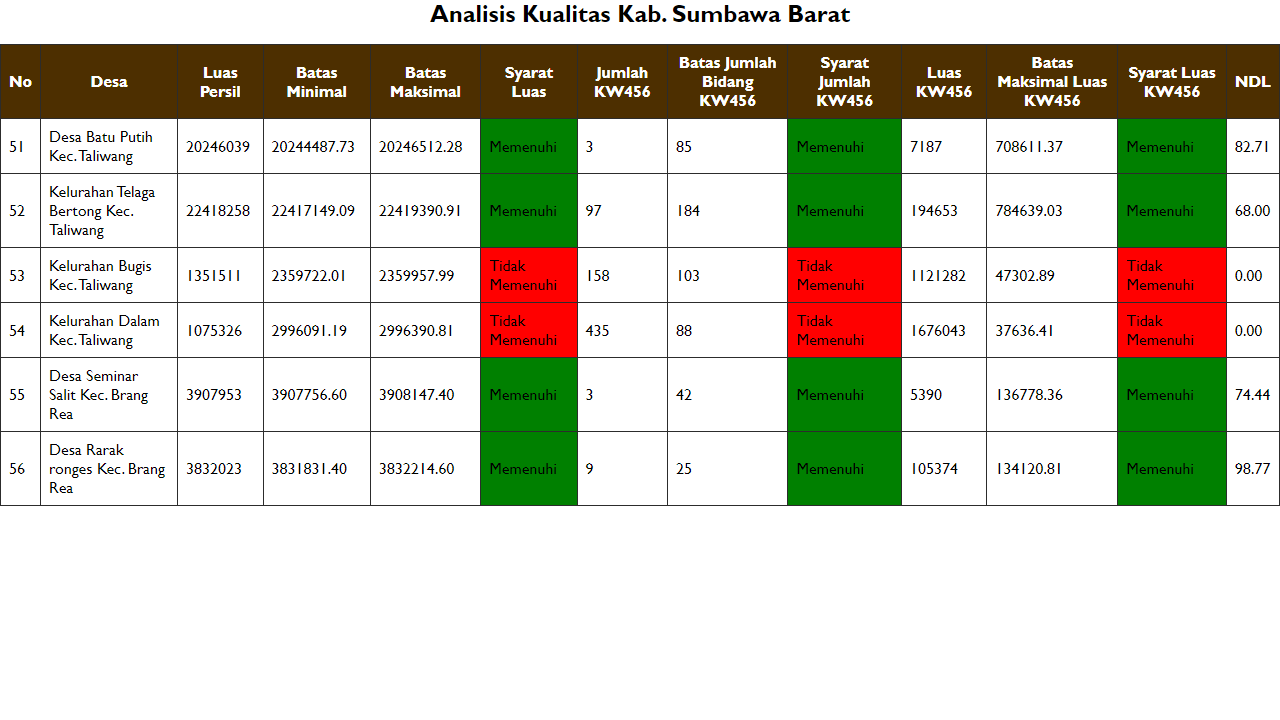 Analisis Kualitas Kab. Sumbawa Barat
No Desa Luas Persil Batas Minimal Batas Maksimal Syarat Luas Jumlah KW456 Batas Jumlah Bidang KW456 Syarat Jumlah KW456 Luas KW456 Batas Maksimal Luas KW456 Syarat Luas KW456 NDL
51 Desa Batu Putih Kec. Taliwang 20246039 20244487.73 20246512.28 Memenuhi 3 85 Memenuhi 7187 708611.37 Memenuhi 82.71
52 Kelurahan Telaga Bertong Kec. Taliwang 22418258 22417149.09 22419390.91 Memenuhi 97 184 Memenuhi 194653 784639.03 Memenuhi 68.00
53 Kelurahan Bugis Kec. Taliwang 1351511 2359722.01 2359957.99 Tidak Memenuhi 158 103 Tidak Memenuhi 1121282 47302.89 Tidak Memenuhi 0.00
54 Kelurahan Dalam Kec. Taliwang 1075326 2996091.19 2996390.81 Tidak Memenuhi 435 88 Tidak Memenuhi 1676043 37636.41 Tidak Memenuhi 0.00
55 Desa Seminar Salit Kec. Brang Rea 3907953 3907756.60 3908147.40 Memenuhi 3 42 Memenuhi 5390 136778.36 Memenuhi 74.44
56 Desa Rarak ronges Kec. Brang Rea 3832023 3831831.40 3832214.60 Memenuhi 9 25 Memenuhi 105374 134120.81 Memenuhi 98.77